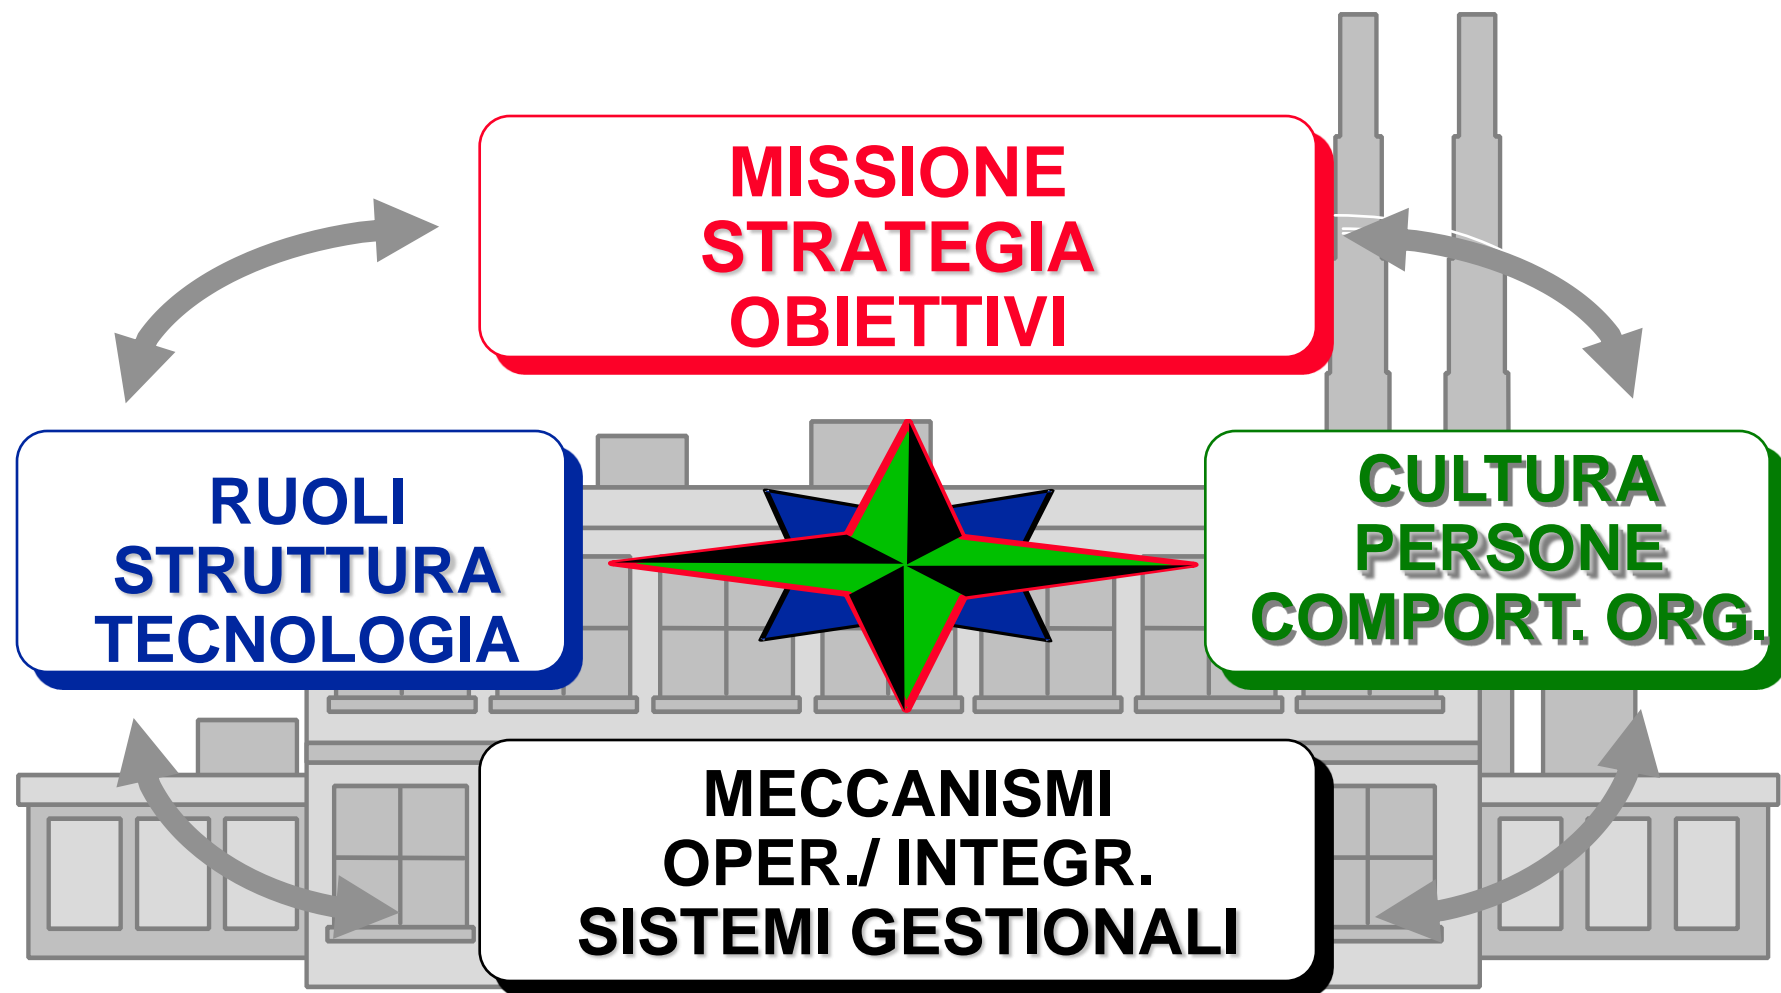 MISSIONE
STRATEGIA
OBIETTIVI
RUOLI
STRUTTURA
TECNOLOGIA
CULTURA
PERSONE
COMPORT. ORG.
MECCANISMI
OPER./ INTEGR.
SISTEMI GESTIONALI